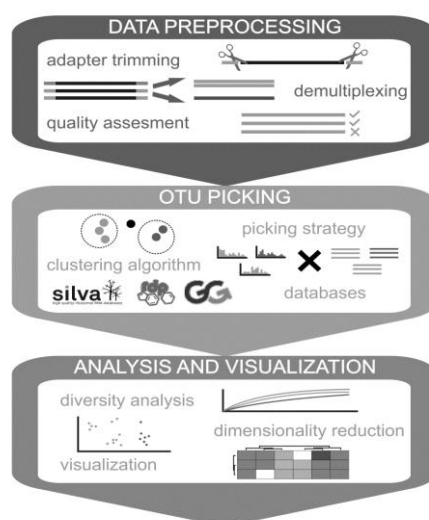 DATA PREPROCESSING
adapter trimming
demultiplexing
quality assesment
OTU PICKING
picking strategy
clustering algorithm
databases
silva
rdp
GG
ANALYSIS AND VISUALIZATION
diversity analysis
dimensionality reduction
visualization